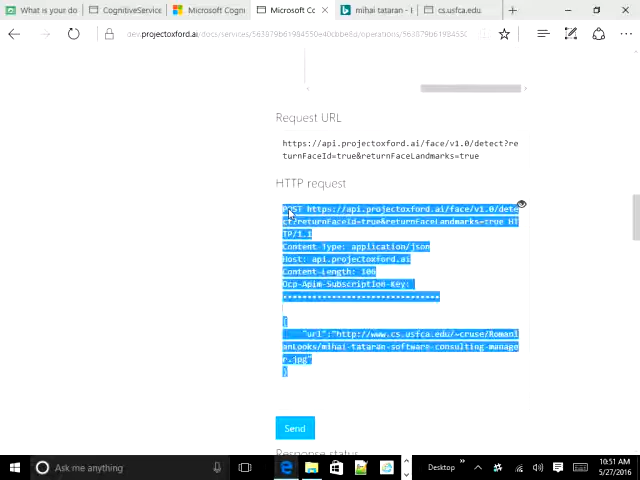 What is your do
CognitiveService
Microsoft Cogni
Microsoft Co
mihai tataran - I
cs.usfca.edu
dev.projectoxford.ai/docs/services/563879b61984550e40cbbe8d/operations/563879b61984550f30395
Request URL
https://api.projectoxford.ai/face/v1.0/detect?re
turnFaceId=true&returnFaceLandmarks=true
HTTP request
POST https://api.projectoxford.ai/face/v1.0/dete
ct?returnFaceId=true&returnFaceLandmarks=true HT
TP/1.1
Content-Type: application/json
Host: api.projectoxford.ai
Content-Length: 106
Ocp-Apim-Subscription-Key:
••••••••••••••••••••••••••••••••
{
"url":"http://www.cs.usfca.edu/~cruse/Romani
anLooks/mihai-tataran-software-consulting-manage
r.jpg"
}
Send
Response status
Ask me anything
Desktop
10:51 AM
5/27/2016